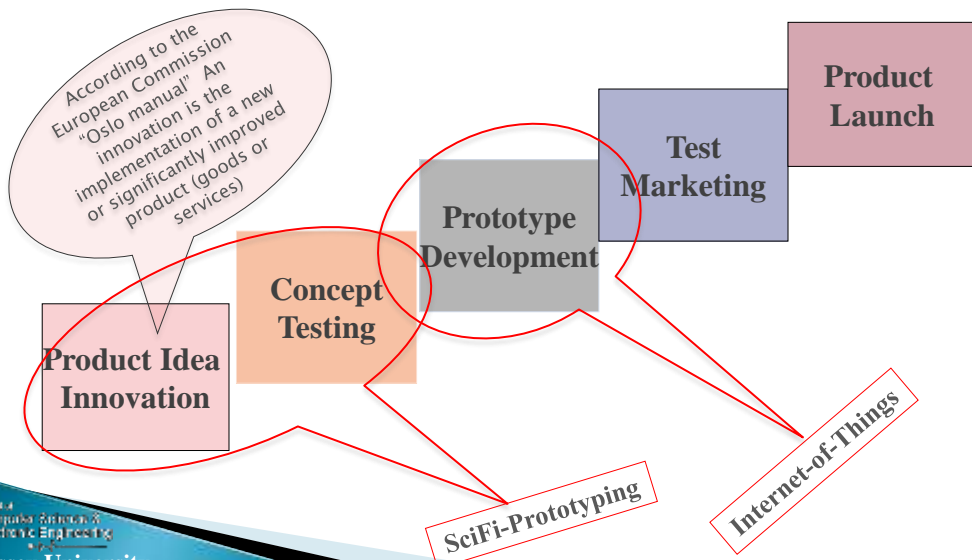 According to the
European Commission
“Oslo manual” An
innovation is the
implementation of a new
or significantly improved
product (goods or
services)
Product Idea
Innovation
Concept
Testing
Prototype
Development
Test
Marketing
Product
Launch
SciFi-Prototyping
Internet-of-Things
Engineering